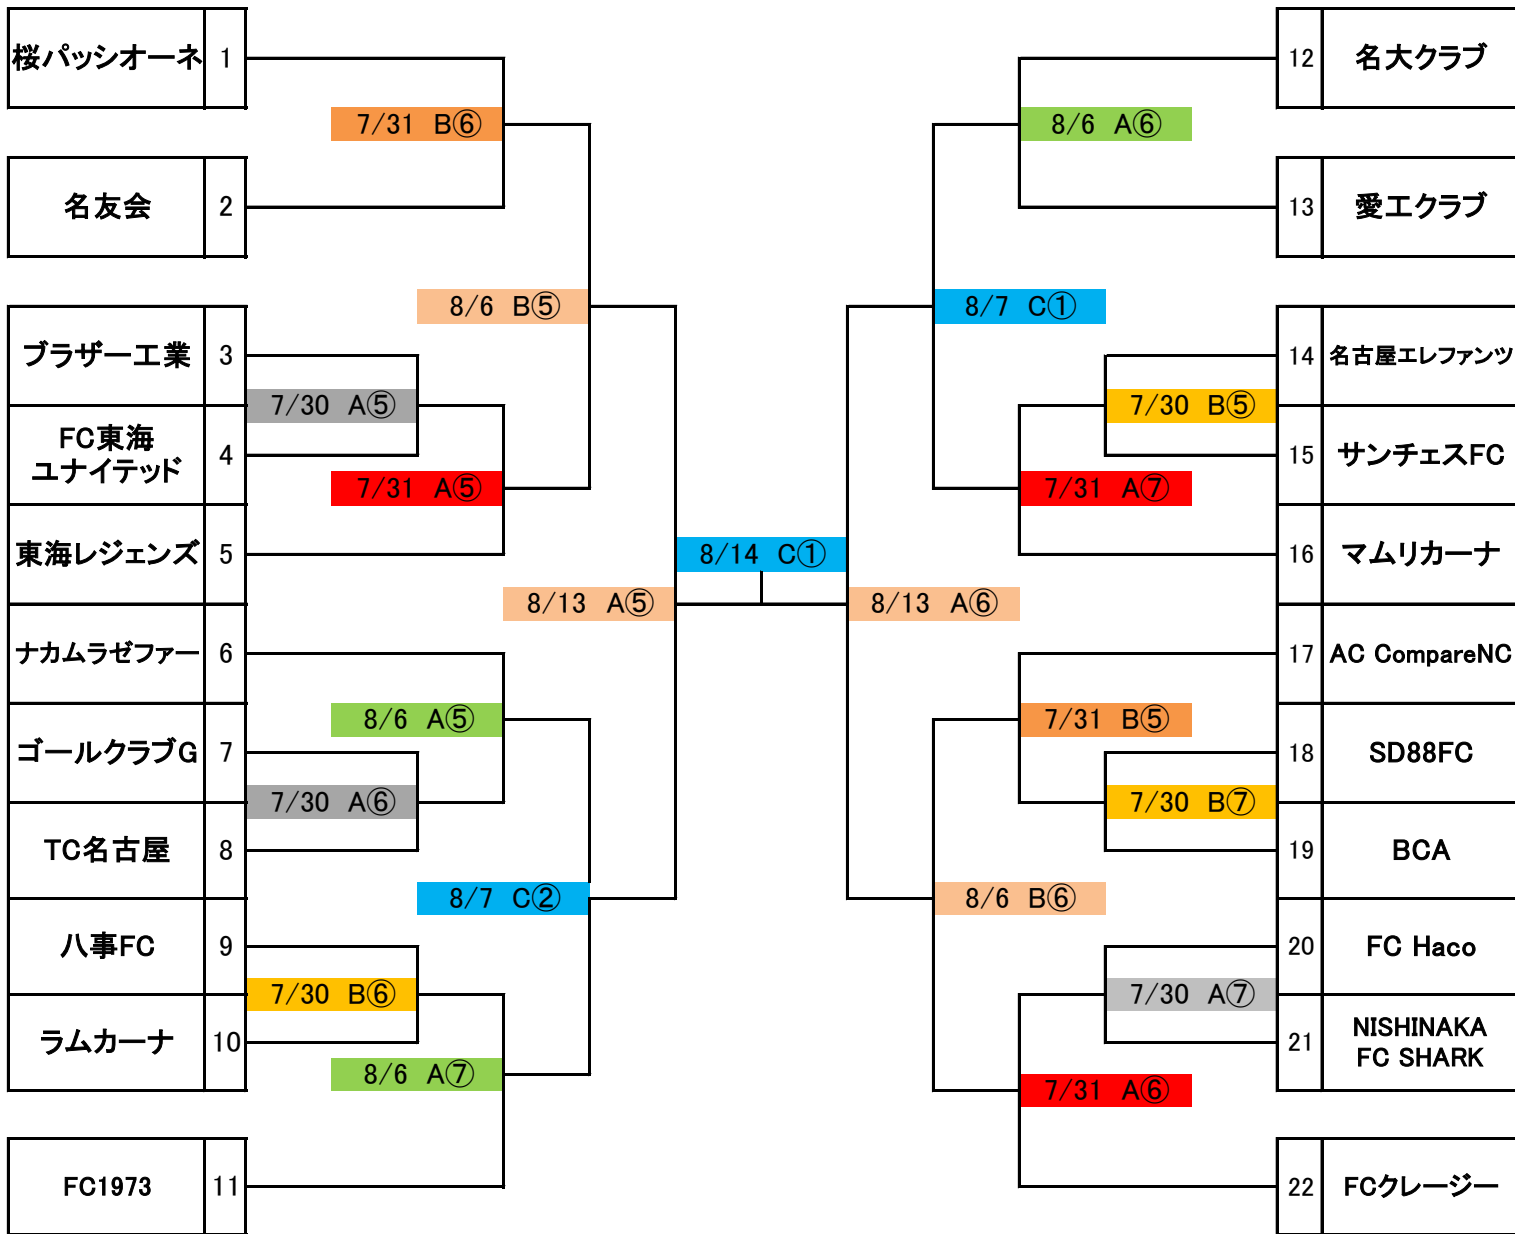 桜パッシオーネ 1
7/31 B⑥
名友会 2
8/6 B⑤
ブラザー工業 3
7/30 A⑤
FC東海
ユナイテッド 4
7/31 A⑤
東海レジェンズ 5
8/13 A⑤
ナカムラゼファー 6
8/6 A⑤
ゴールクラブG 7
7/30 A⑥
TC名古屋 8
8/7 C②
八事FC 9
7/30 B⑥
ラムカーナ 10
8/6 A⑦
FC1973 11
8/14 C①
12 名大クラブ
8/6 A⑥
13 愛工クラブ
8/7 C①
14 名古屋エレファンツ
7/30 B⑤
15 サンチェスFC
7/31 A⑦
16 マムリカーナ
8/13 A⑥
17 AC CompareNC
7/31 B⑤
18 SD88FC
7/30 B⑦
19 BCA
8/6 B⑥
20 FC Haco
7/30 A⑦
21 NISHINAKA
FC SHARK
7/31 A⑥
22 FCクレージー